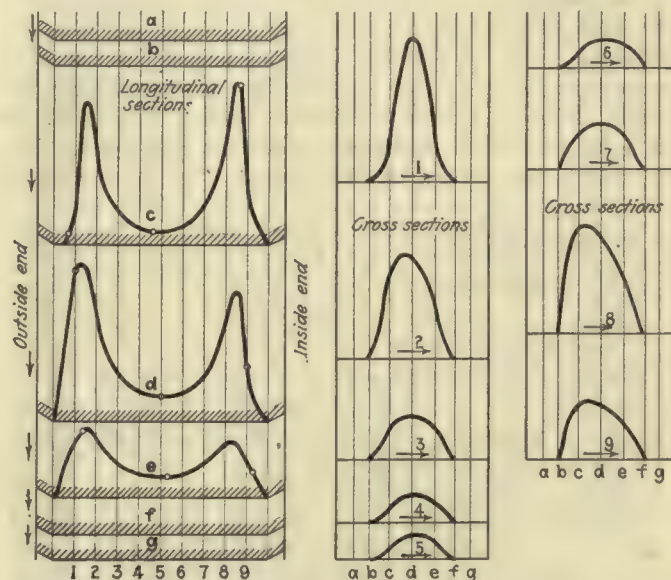 a
b
Longitudinal
sections
c
d
e
f
g
1 2 3 4 5 6 7 8 9
Outside end
Inside end
1
Cross sections
2
3
4
5
a b c d e f g
6
7
Cross sections
8
9
a b c d e f g